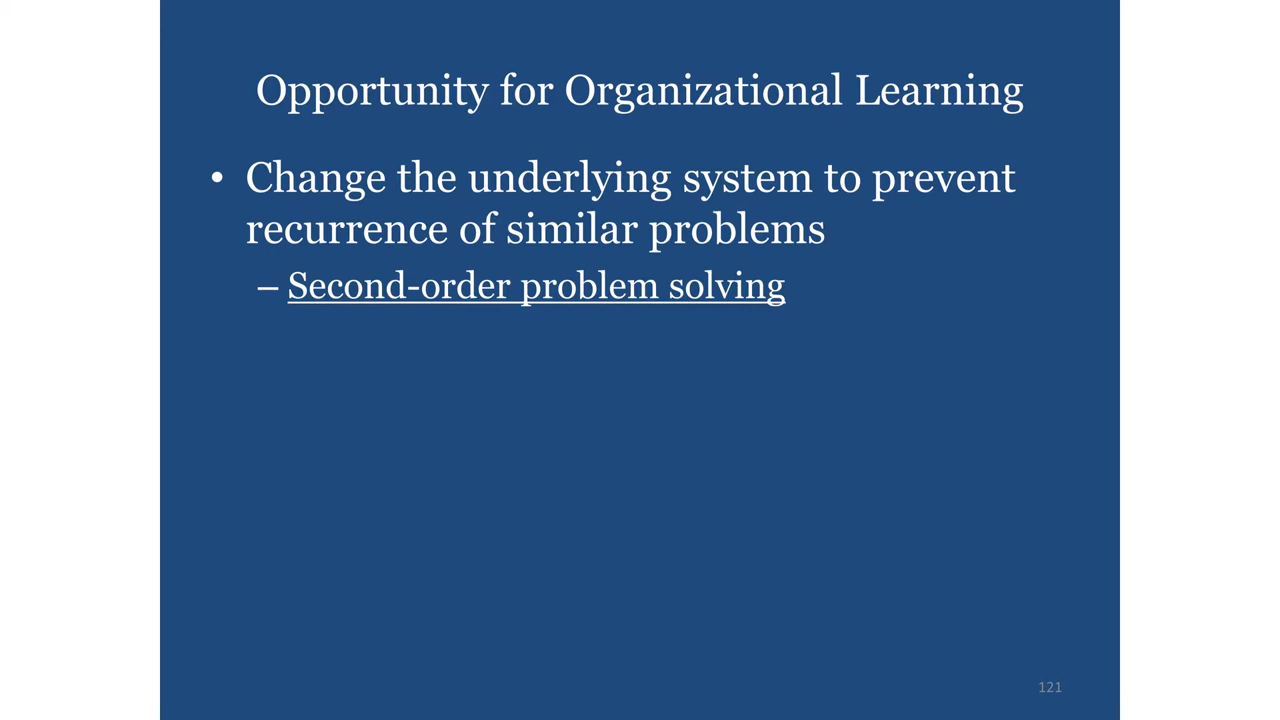 Opportunity for Organizational Learning
• Change the underlying system to prevent
recurrence of similar problems
– Second-order problem solving
121